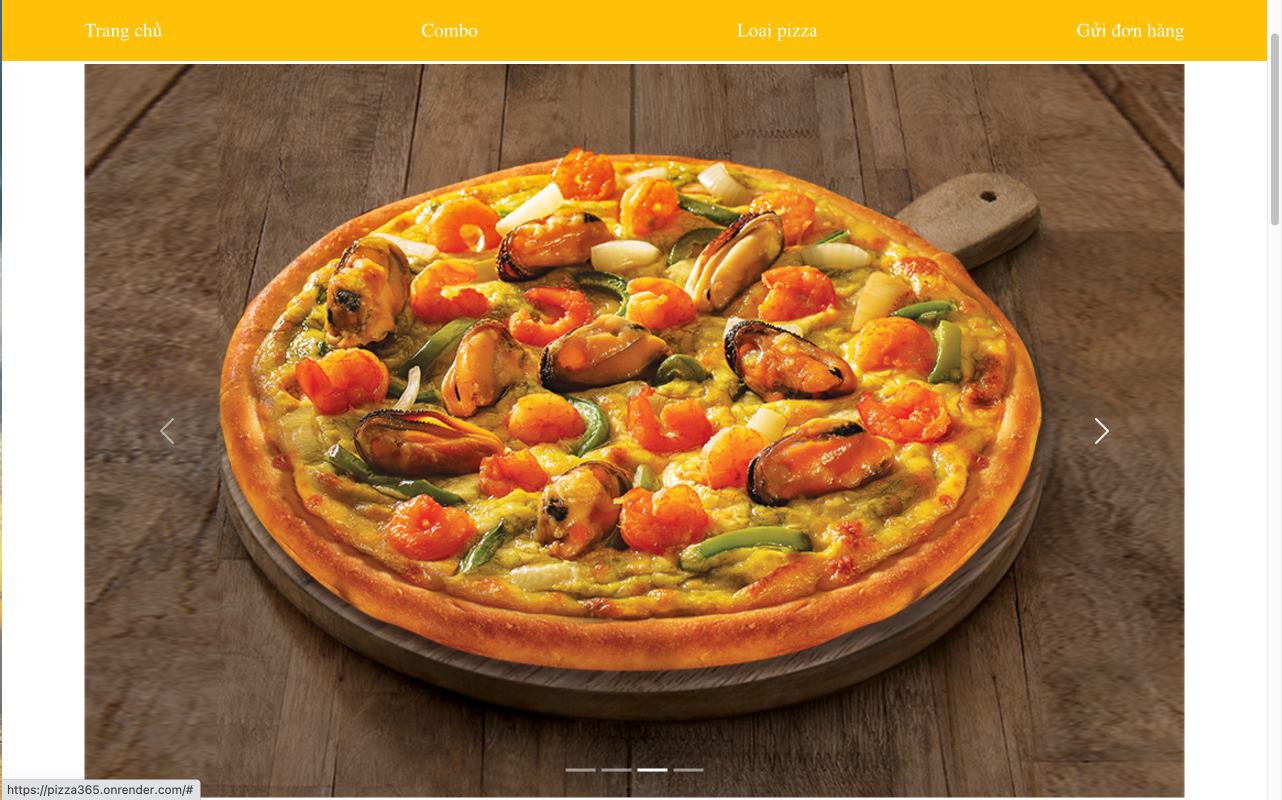 Trang chủ
Combo
Loại pizza
Gửi đơn hàng
https://pizza365.onrender.com/#